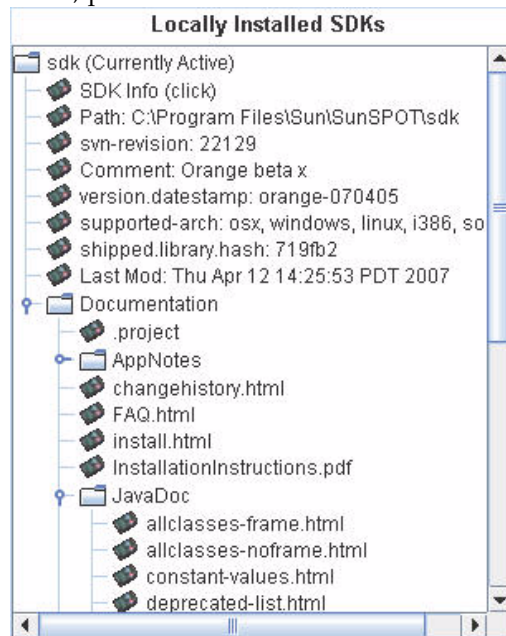 Locally Installed SDKs
sdk (Currently Active)
SDK Info (click)
Path: C:\Program Files\Sun\SunSPOT\sdk
svn-revision: 22129
Comment: Orange beta x
version.datestamp: orange-070405
supported-arch: osx, windows, linux, i386, so
shipped.library.hash: 719fb2
Last Mod: Thu Apr 12 14:25:53 PDT 2007
Documentation
.project
AppNotes
changehistory.html
FAQ.html
install.html
InstallationInstructions.pdf
JavaDoc
allclasses-frame.html
allclasses-noframe.html
constant-values.html
deprecated-list.html